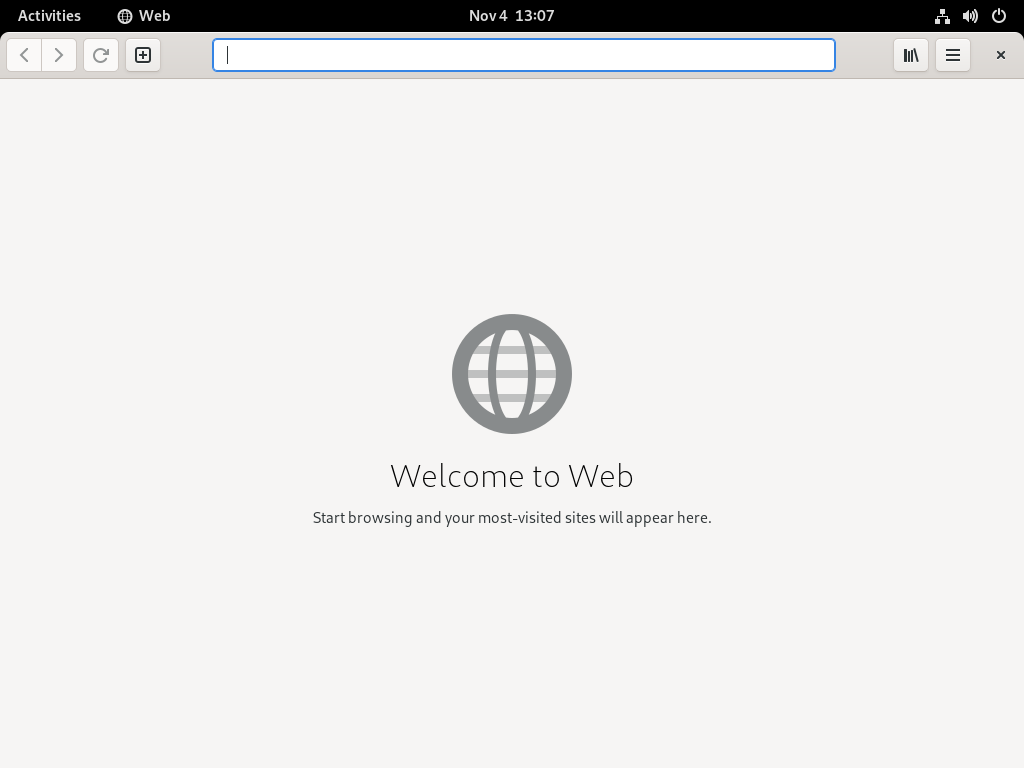 Activities Web Nov 4 13:07
Welcome to Web
Start browsing and your most-visited sites will appear here.